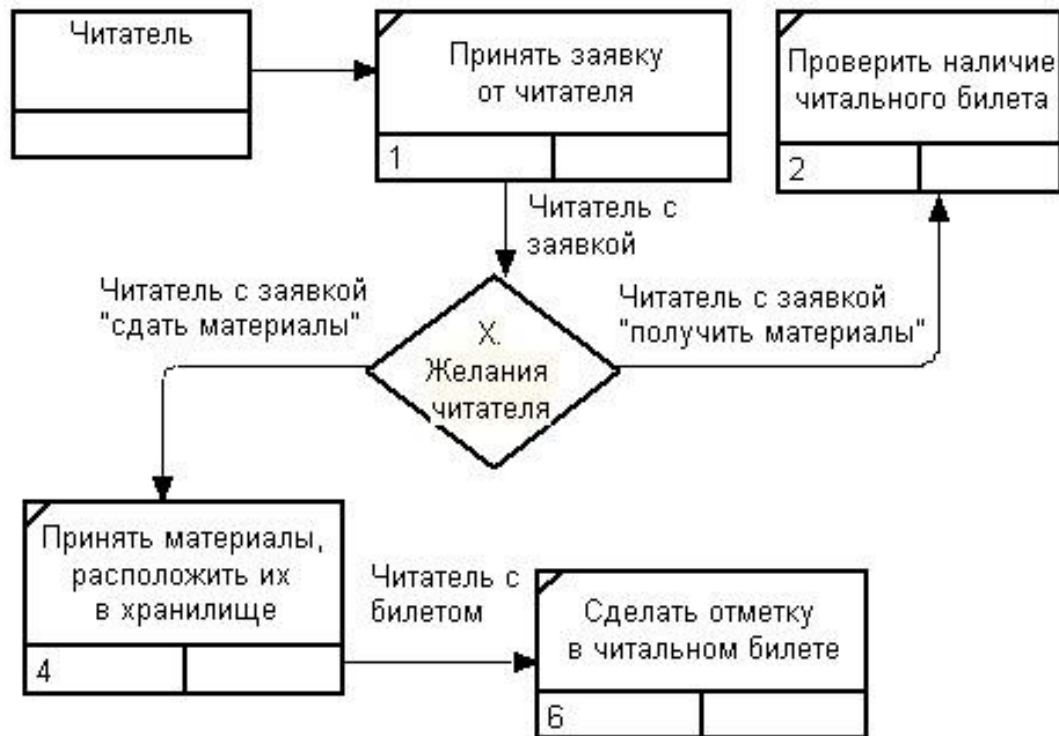 Читатель
Принять заявку
от читателя
1
Проверить наличие
читального билета
2
Читатель с
заявкой
Читатель с заявкой
"сдать материалы"
X.
Желания
читателя
Читатель с заявкой
"получить материалы"
Принять материалы,
расположить их
в хранилище
4
Читатель с
билетом
Сделать отметку
в читальном билете
6